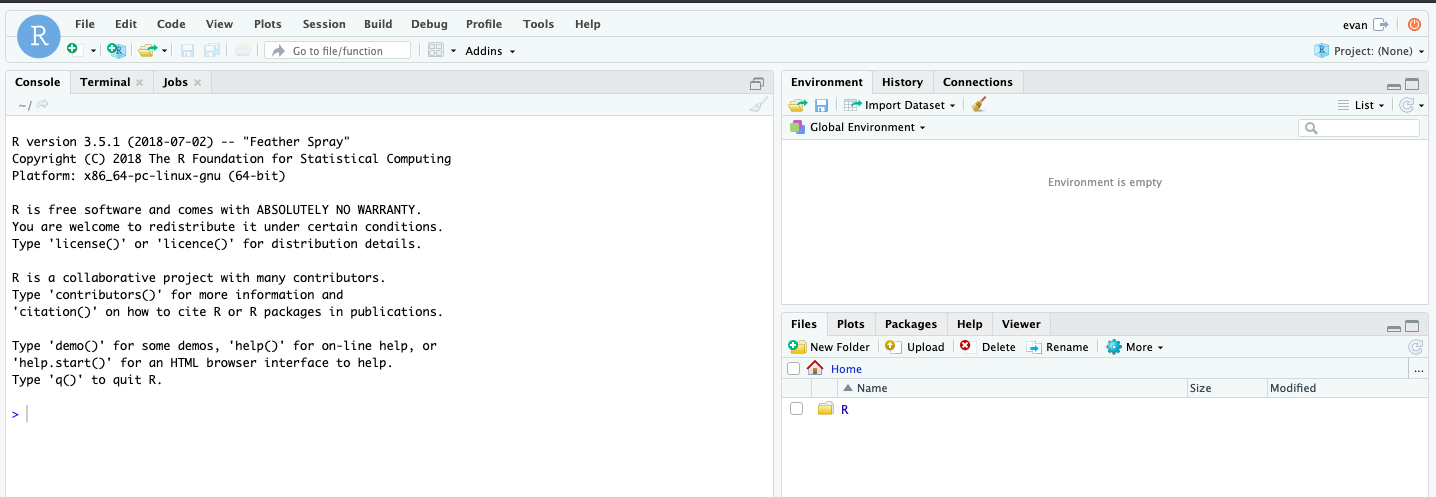 R
File Edit Code View Plots Session Build Debug Profile Tools Help
evan
R
Go to file/function
Addins
R
Project: (None)
Console Terminal Jobs
~/
R version 3.5.1 (2018-07-02) -- "Feather Spray"
Copyright (C) 2018 The R Foundation for Statistical Computing
Platform: x86_64-pc-linux-gnu (64-bit)
R is free software and comes with ABSOLUTELY NO WARRANTY.
You are welcome to redistribute it under certain conditions.
Type 'license()' or 'licence()' for distribution details.
R is a collaborative project with many contributors.
Type 'contributors()' for more information and
'citation()' on how to cite R or R packages in publications.
Type 'demo()' for some demos, 'help()' for on-line help, or
'help.start()' for an HTML browser interface to help.
Type 'q()' to quit R.
>
Environment History Connections
Import Dataset
List
Global Environment
Environment is empty
Files Plots Packages Help Viewer
New Folder Upload Delete Rename More
Home
...
Name Size Modified
R